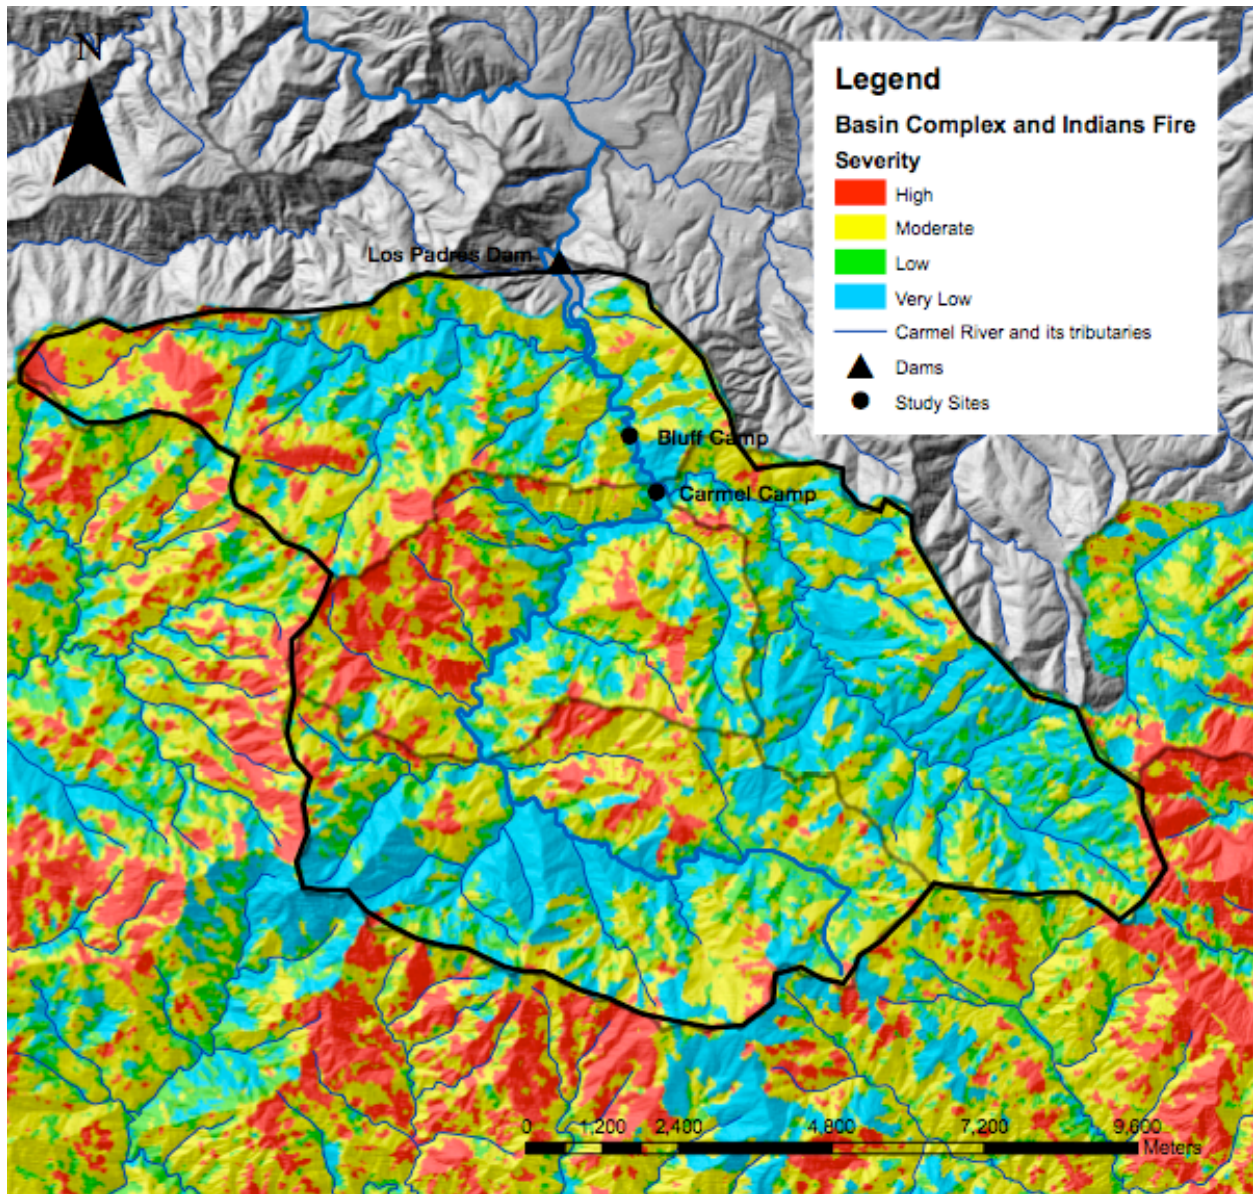 N
Legend
Basin Complex and Indians Fire
Severity
High
Moderate
Low
Very Low
Carmel River and its tributaries
Dams
Study Sites
Los Padres Dam
Bluff Camp
Carmel Camp
0 1,200 2,400 4,800 7,200 9,600
Meters